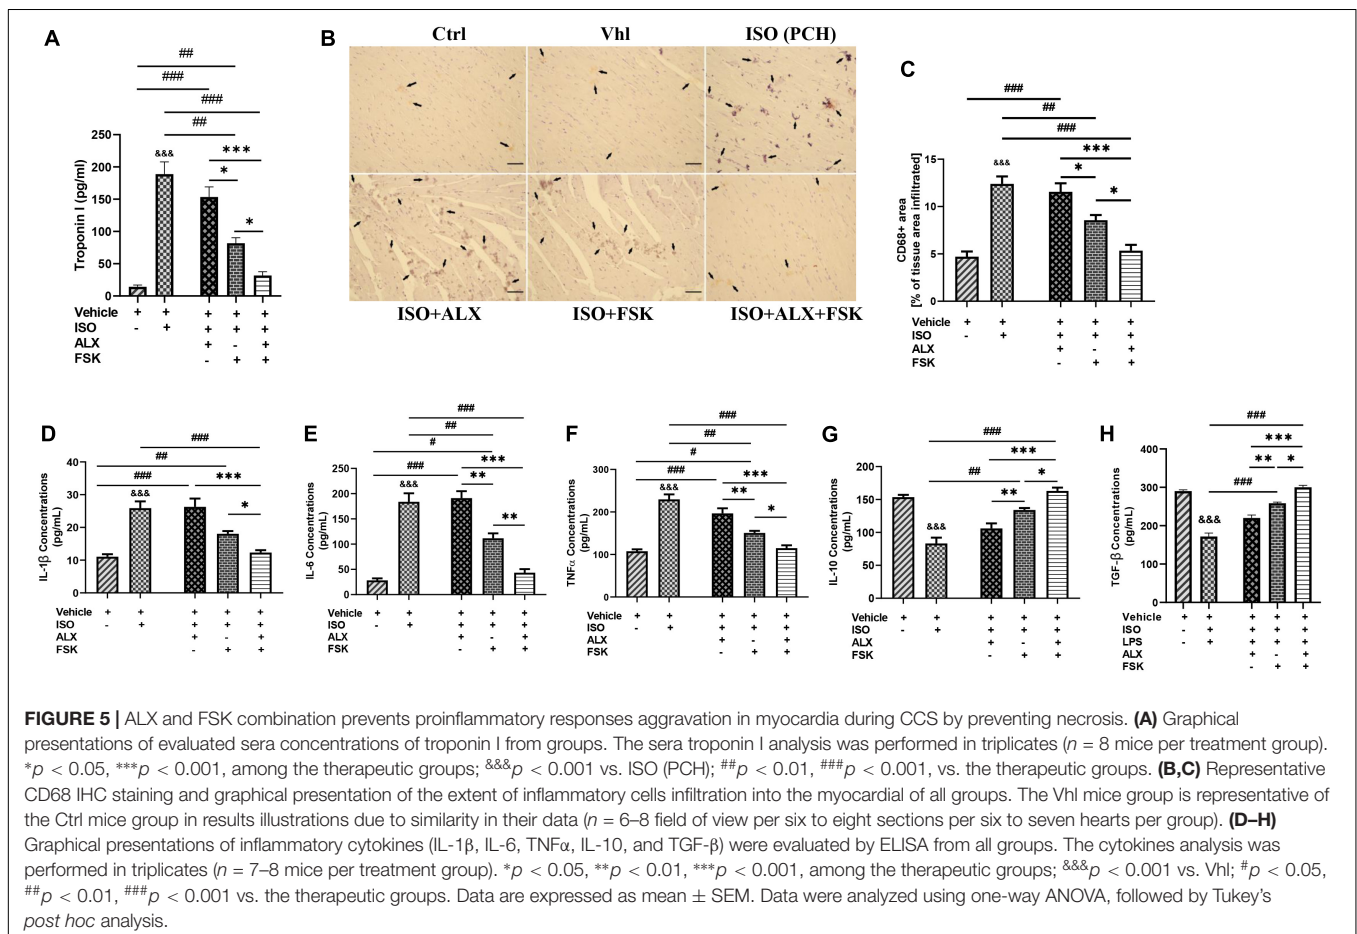 A
##
###
###
##
&&&
***
*
*
Troponin I (pg/ml)
250
200
150
100
50
0
Vehicle + + + + +
ISO - + + + +
ALX + - +
FSK - + +
B
Ctrl Vhl ISO (PCH)
ISO+ALX ISO+FSK ISO+ALX+FSK
C
###
##
###
***
&&&
*
*
CD68+ area
[% of tissue area infiltrated]
15
10
5
0
Vehicle + + + + +
ISO - + + + +
ALX + - +
FSK - + +
D
###
##
###
***
&&&
*
IL-1β Concentrations
(pg/mL)
40
30
20
10
0
Vehicle + + + + +
ISO - + + + +
ALX + - +
FSK - + +
E
###
##
#
***
###
**
&&&
**
IL-6 Concentrations
(pg/mL)
250
200
150
100
50
0
Vehicle + + + + +
ISO - + + + +
ALX + - +
FSK - + +
F
###
##
#
###
***
&&&
**
*
TNFα Concentrations
(pg/mL)
300
200
100
0
Vehicle + + + + +
ISO - + + + +
ALX + - +
FSK - + +
G
###
***
##
*
**
&&&
IL-10 Concentrations
(pg/mL)
200
150
100
50
0
Vehicle + + + + +
ISO - + + + +
ALX + - +
FSK - + +
H
###
***
** *
###
&&&
TGF-β Concentrations
(pg/mL)
400
300
200
100
0
Vehicle + + + + +
ISO - + + + +
LPS - + + + +
ALX + - +
FSK - + +
FIGURE 5 | ALX and FSK combination prevents proinflammatory responses aggravation in myocardia during CCS by preventing necrosis. (A) Graphical
presentations of evaluated sera concentrations of troponin I from groups. The sera troponin I analysis was performed in triplicates (n = 8 mice per treatment group).
*p < 0.05, ***p < 0.001, among the therapeutic groups; &&&p < 0.001 vs. ISO (PCH); ##p < 0.01, ###p < 0.001, vs. the therapeutic groups. (B,C) Representative
CD68 IHC staining and graphical presentation of the extent of inflammatory cells infiltration into the myocardial of all groups. The Vhl mice group is representative of
the Ctrl mice group in results illustrations due to similarity in their data (n = 6–8 field of view per six to eight sections per six to seven hearts per group). (D–H)
Graphical presentations of inflammatory cytokines (IL-1β, IL-6, TNFα, IL-10, and TGF-β) were evaluated by ELISA from all groups. The cytokines analysis was
performed in triplicates (n = 7–8 mice per treatment group). *p < 0.05, **p < 0.01, ***p < 0.001, among the therapeutic groups; &&&p < 0.001 vs. Vhl; #p < 0.05,
##p < 0.01, ###p < 0.001 vs. the therapeutic groups. Data are expressed as mean ± SEM. Data were analyzed using one-way ANOVA, followed by Tukey's
post hoc analysis.